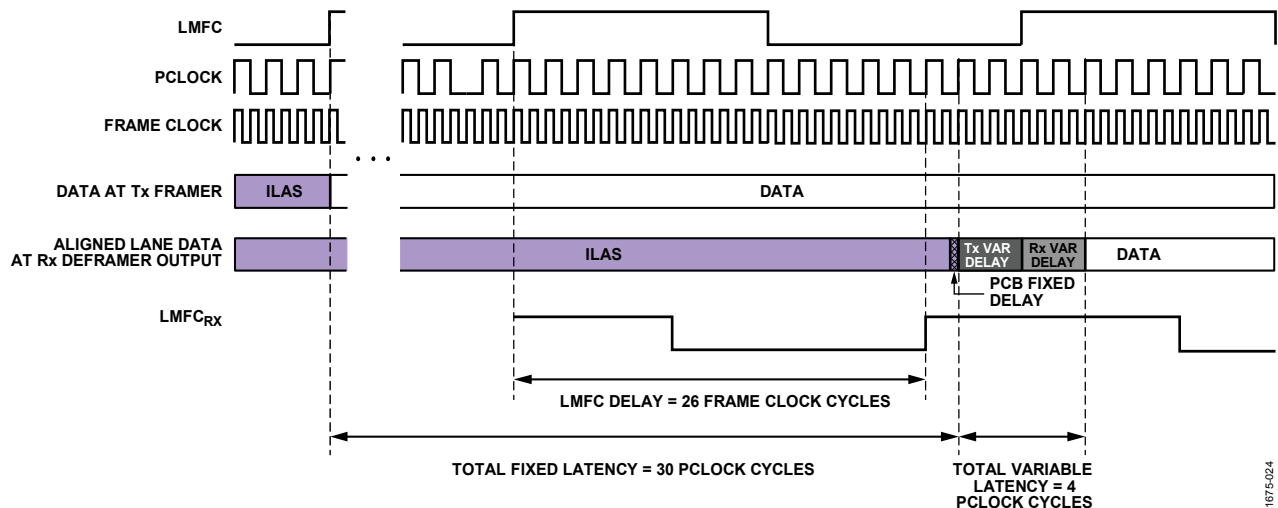 LMFC
PCLOCK
FRAME CLOCK
. . .
DATA AT Tx FRAMER
ILAS
DATA
ALIGNED LANE DATA
AT Rx DEFRAMER OUTPUT
ILAS
Tx VAR
DELAY
Rx VAR
DELAY
DATA
PCB FIXED
DELAY
LMFCRX
LMFC DELAY = 26 FRAME CLOCK CYCLES
TOTAL FIXED LATENCY = 30 PCLOCK CYCLES
TOTAL VARIABLE
LATENCY = 4
PCLOCK CYCLES
1675-024